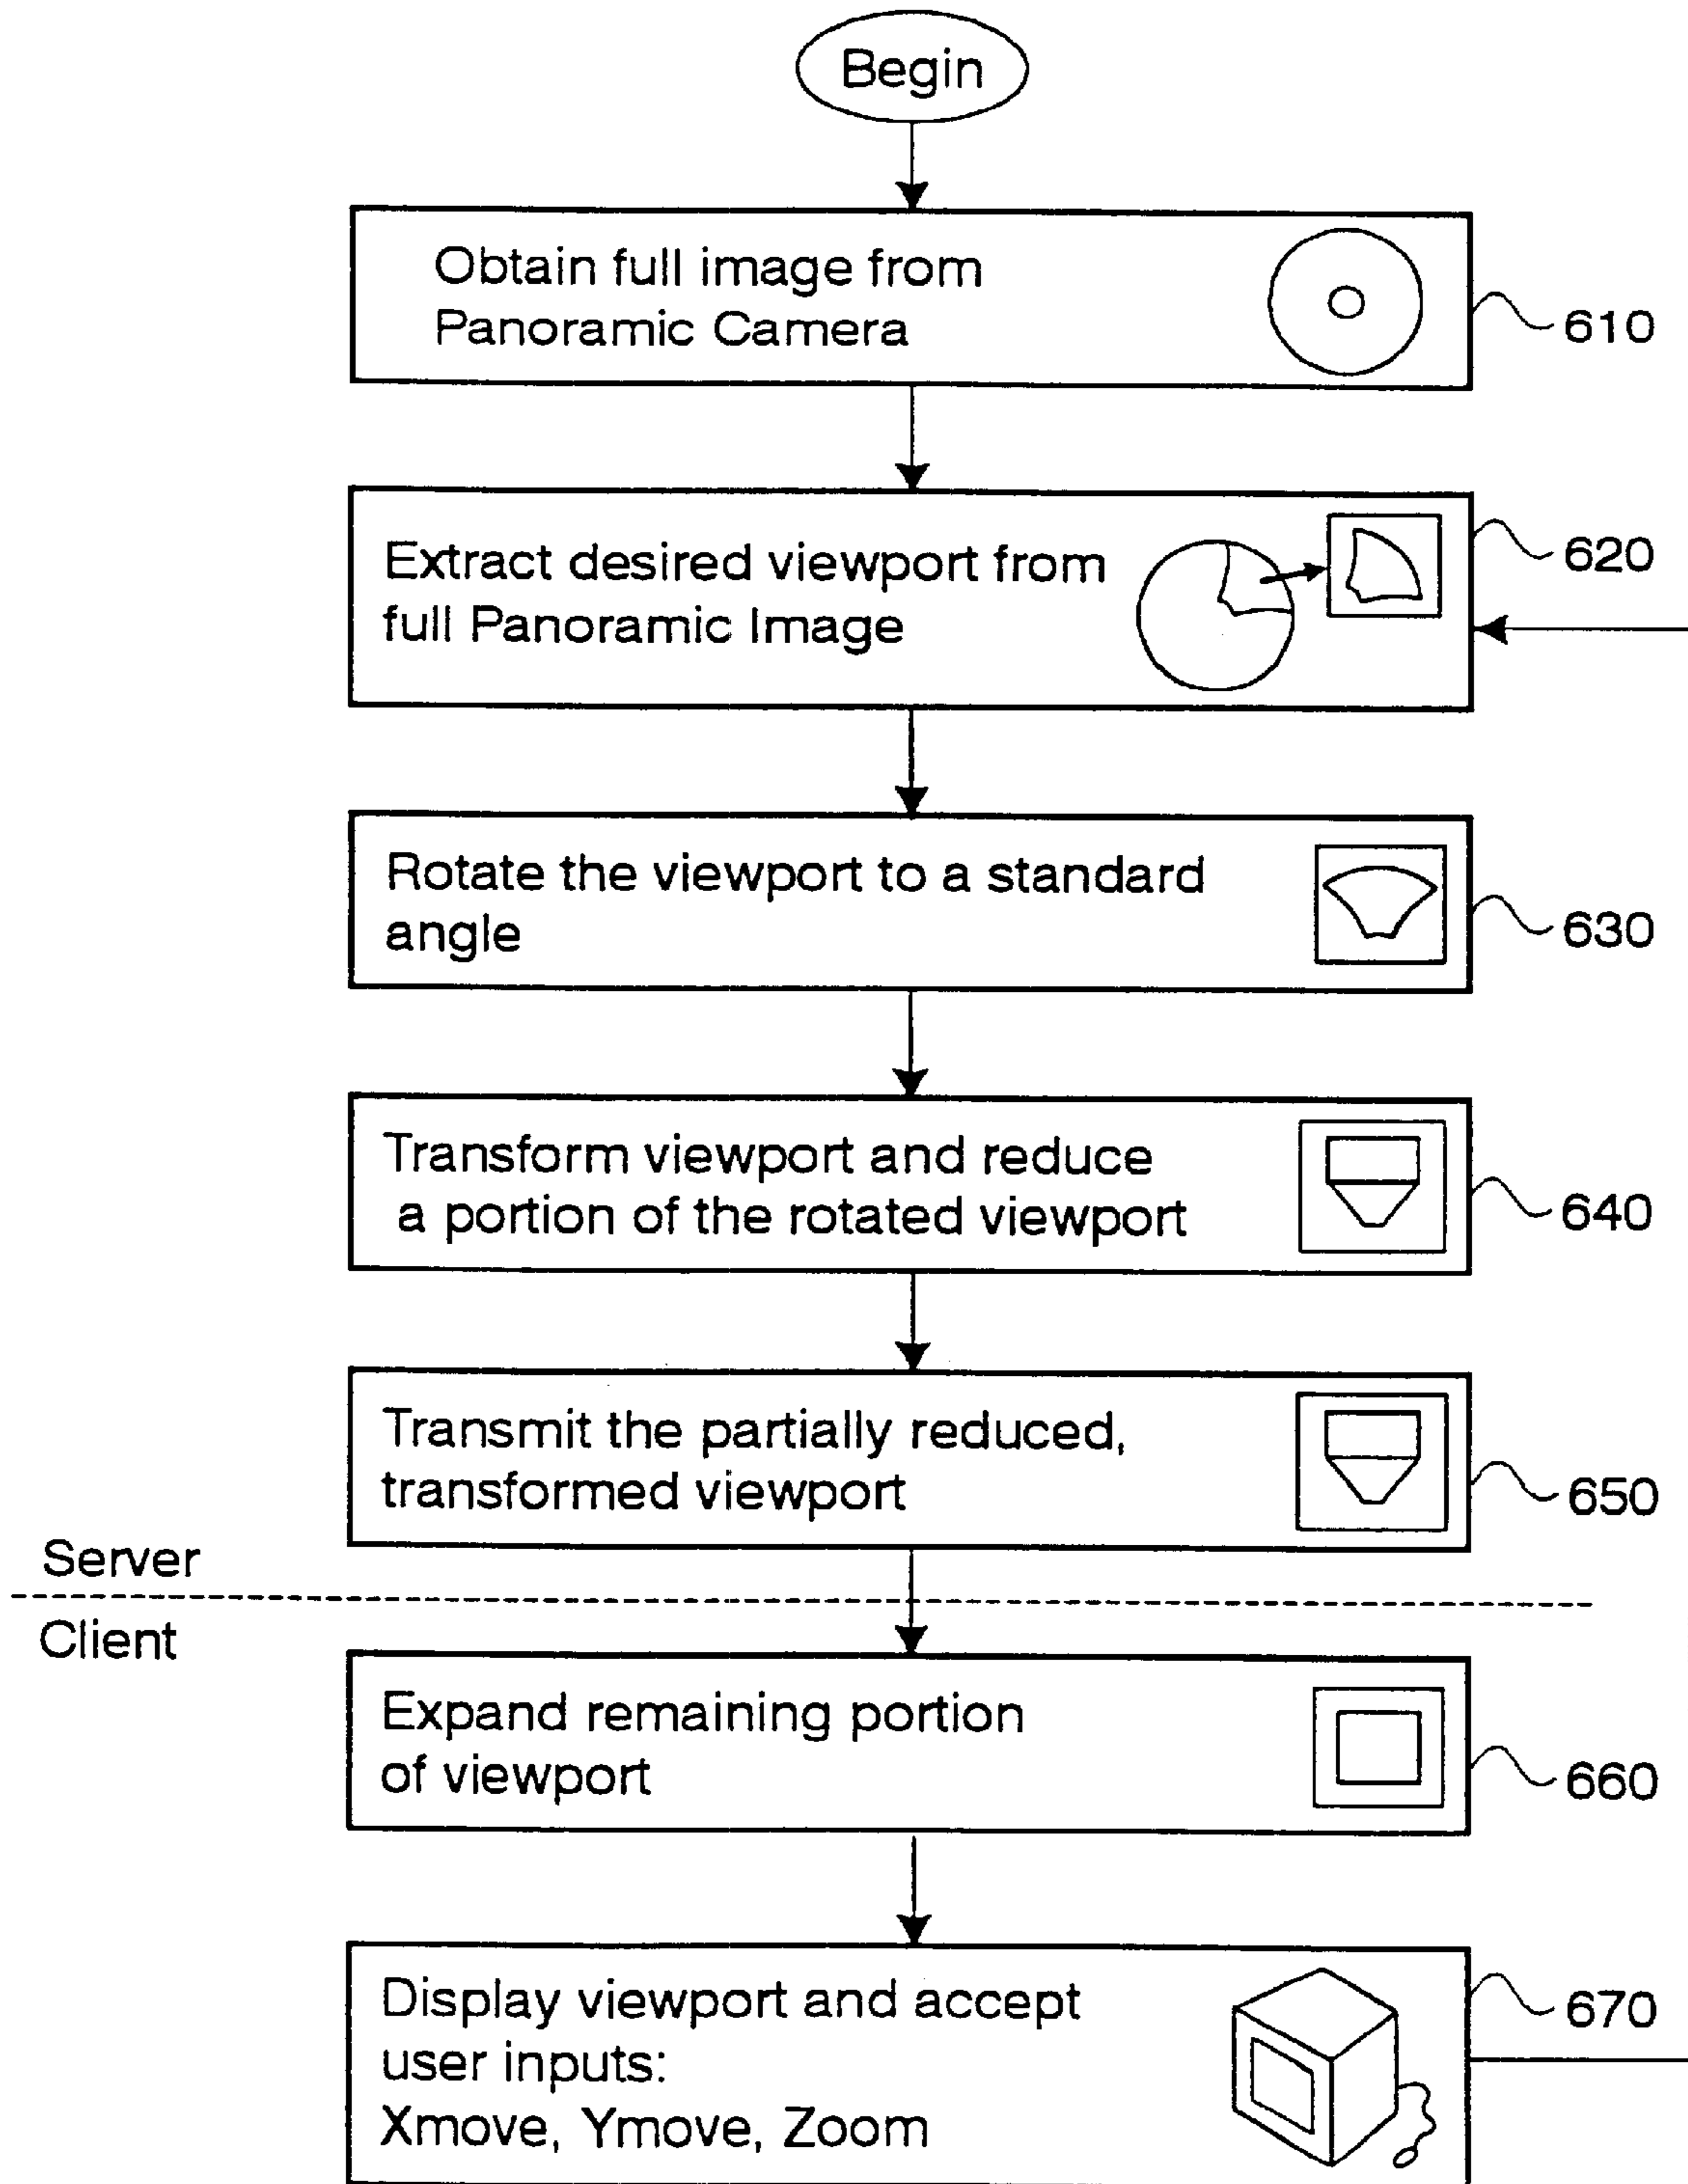 Begin
Obtain full image from
Panoramic Camera
610
Extract desired viewport from
full Panoramic Image
620
Rotate the viewport to a standard
angle
630
Transform viewport and reduce
a portion of the rotated viewport
640
Transmit the partially reduced,
transformed viewport
650
Server
Client
Expand remaining portion
of viewport
660
Display viewport and accept
user inputs:
Xmove, Ymove, Zoom
670